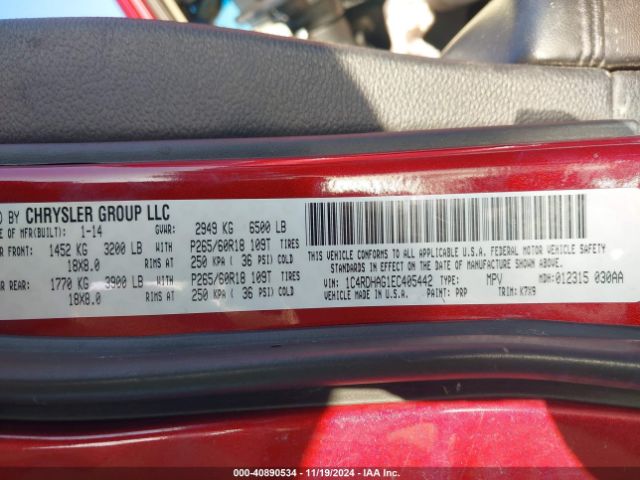 D BY CHRYSLER GROUP LLC
E OF MFR(BUILT): 1-14 GVWR: 2949 KG 6500 LB
R FRONT: 1452 KG 3200 LB WITH P265/60R18 109T TIRES
18X8.0 RIMS AT 250 KPA ( 36 PSI) COLD
R REAR: 1770 KG 3900 LB WITH P265/60R18 109T TIRES
18X8.0 RIMS AT 250 KPA ( 36 PSI) COLD
THIS VEHICLE CONFORMS TO ALL APPLICABLE U.S.A. FEDERAL MOTOR VEHICLE SAFETY
STANDARDS IN EFFECT ON THE DATE OF MANUFACTURE SHOWN ABOVE.
VIN: 1C4RDHAG1EC405442 TYPE: MPV MDH: 012315 030AA
VEHICLE MADE IN U.S.A. PAINT: PRP TRIM: K7X9
000-40890534 - 11/19/2024 - IAA Inc.